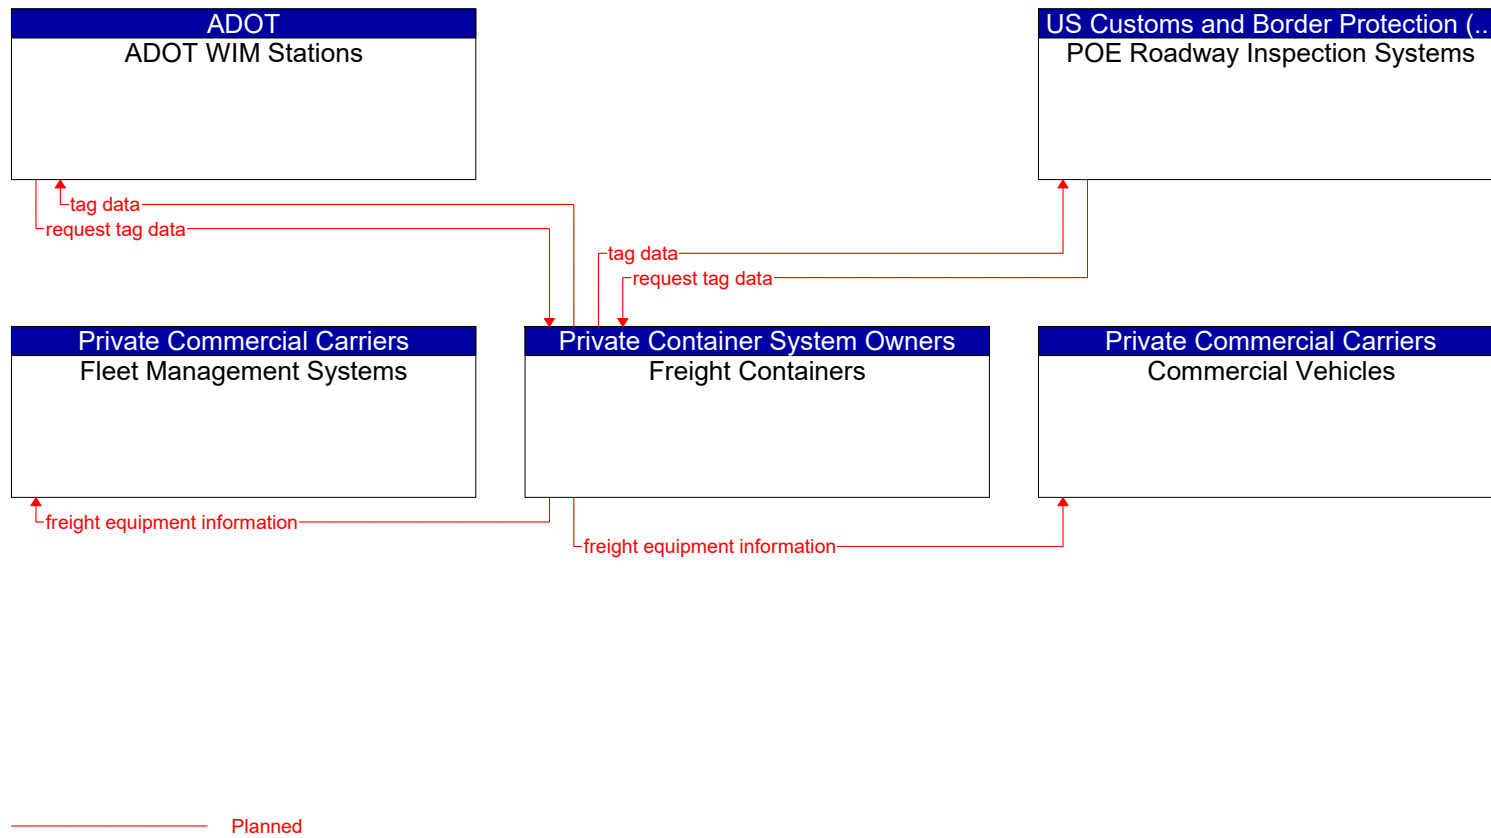 ADOT
ADOT WIM Stations
US Customs and Border Protection (..
POE Roadway Inspection Systems
tag data
request tag data
tag data
request tag data
Private Commercial Carriers
Fleet Management Systems
Private Container System Owners
Freight Containers
Private Commercial Carriers
Commercial Vehicles
freight equipment information
freight equipment information
Planned